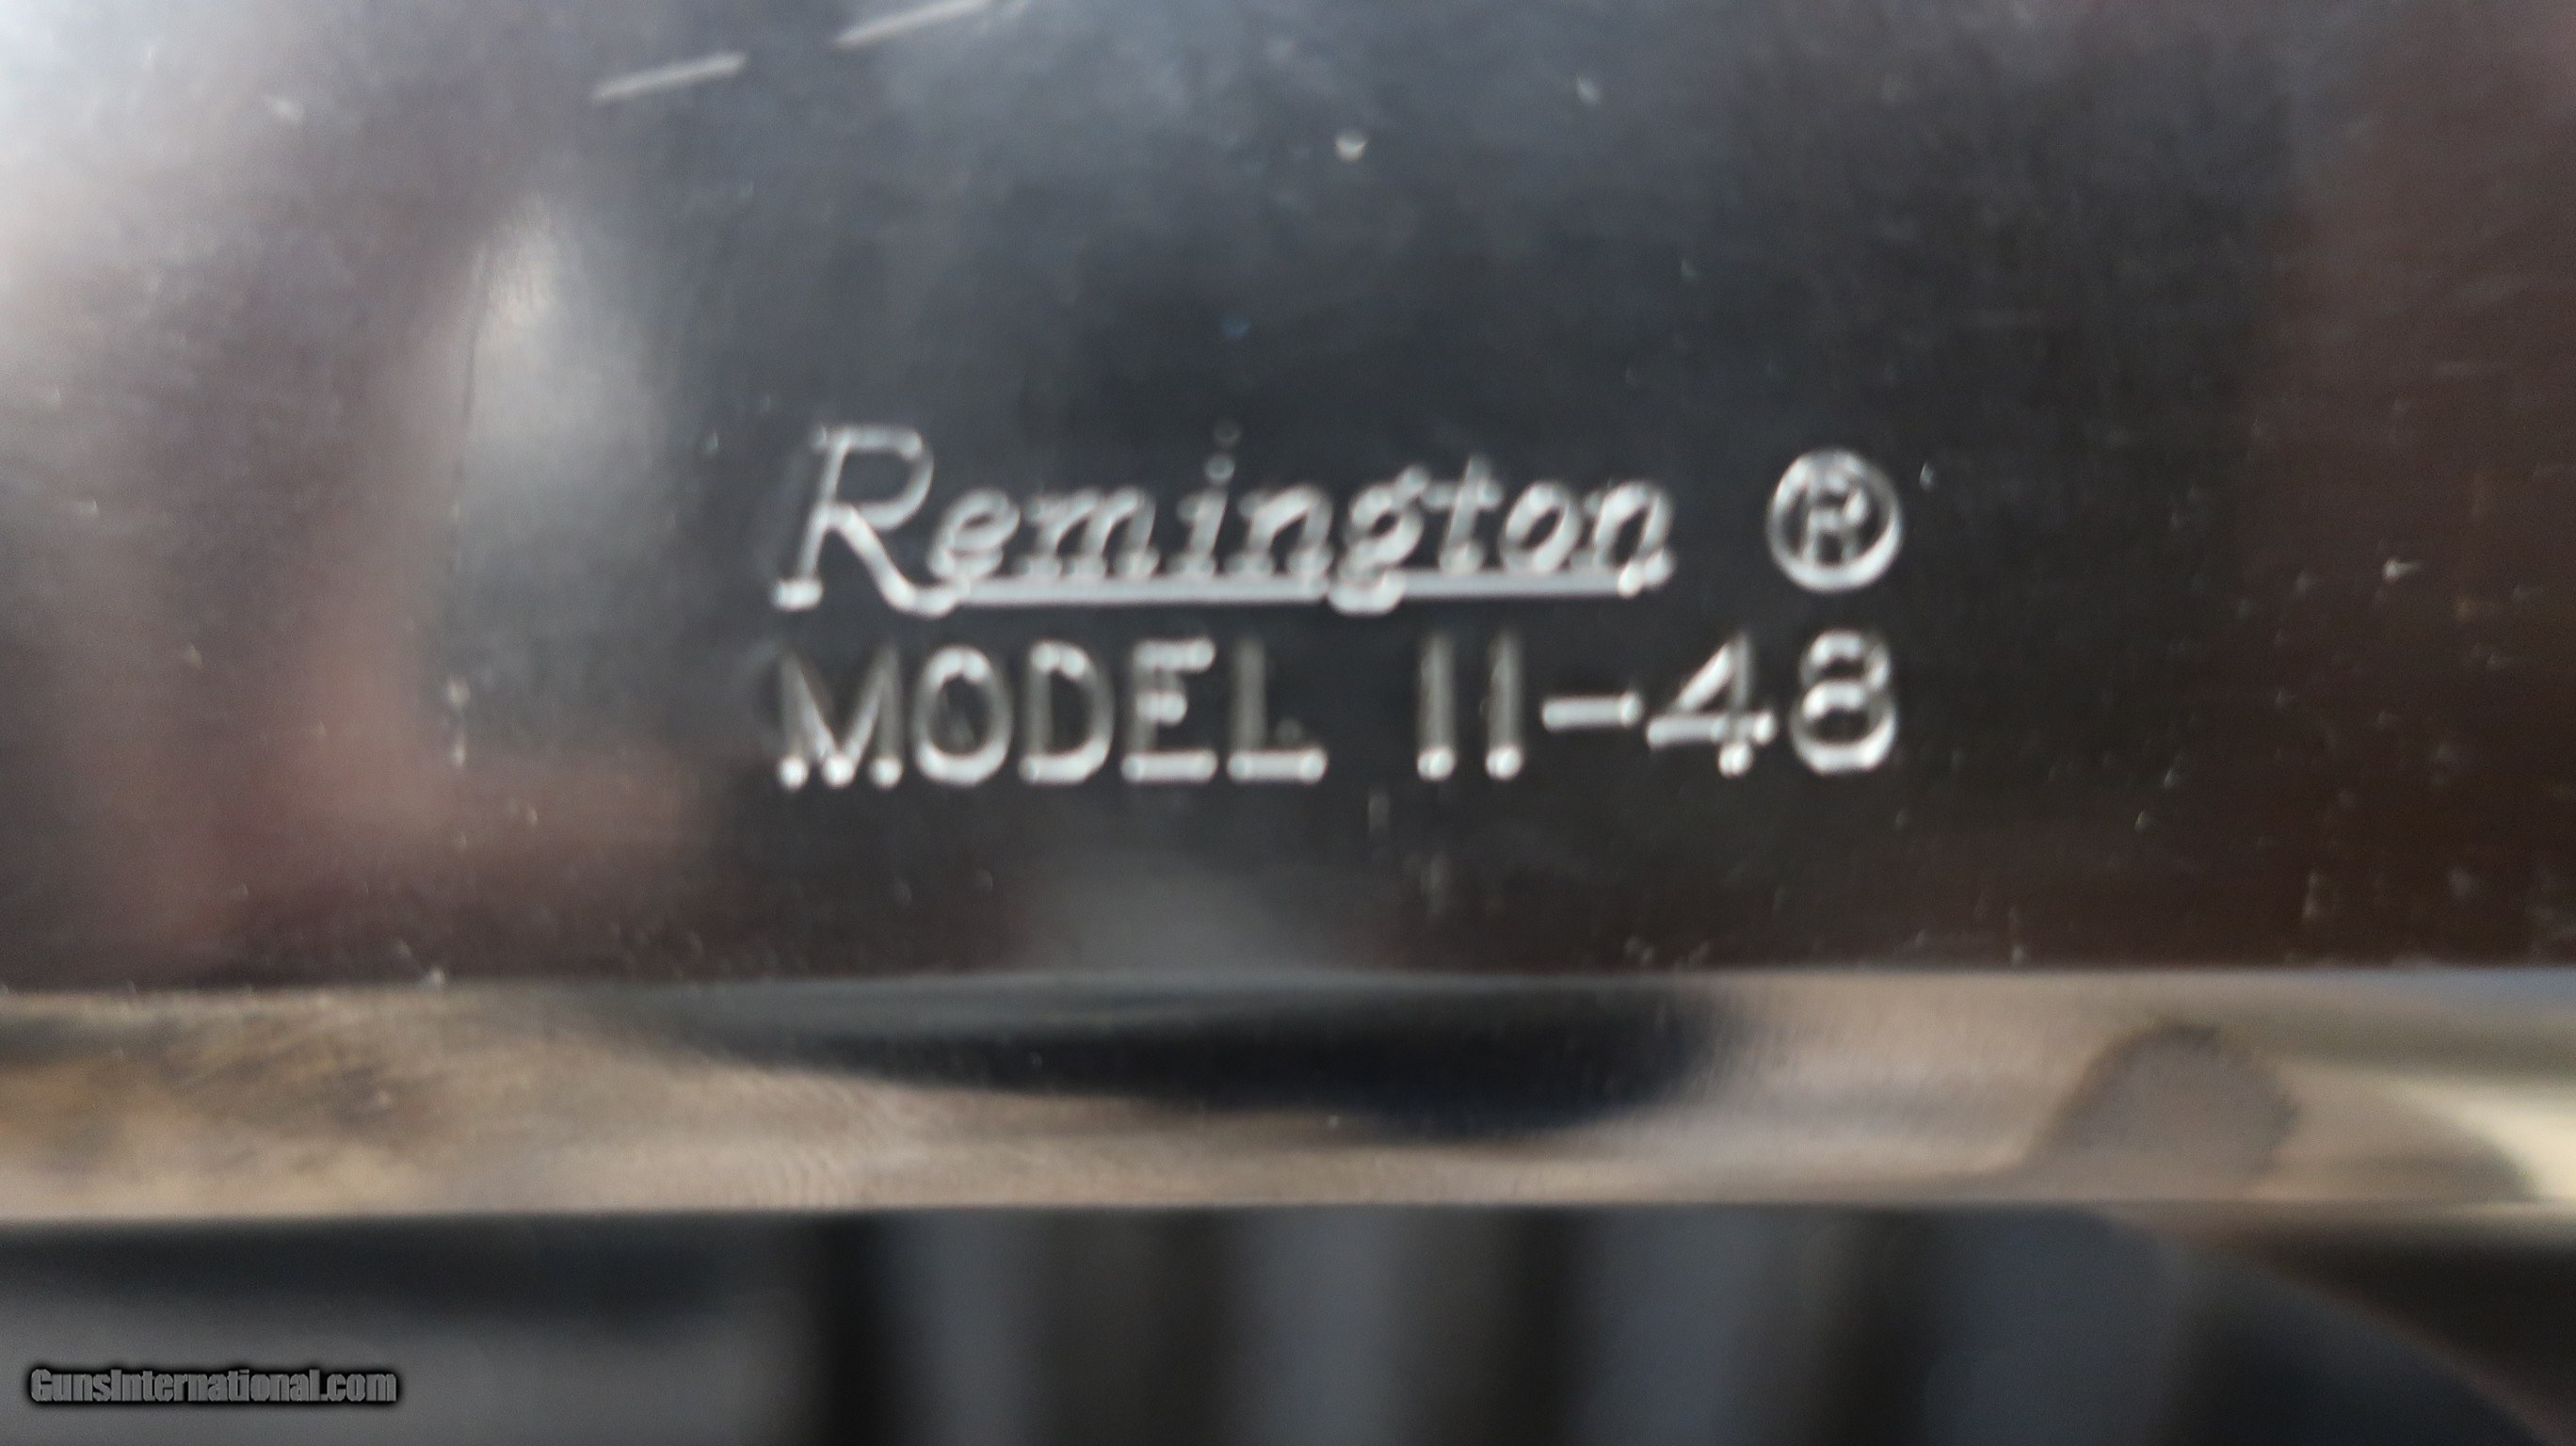 Remington ®
MODEL 11-48
GunsInternational.com